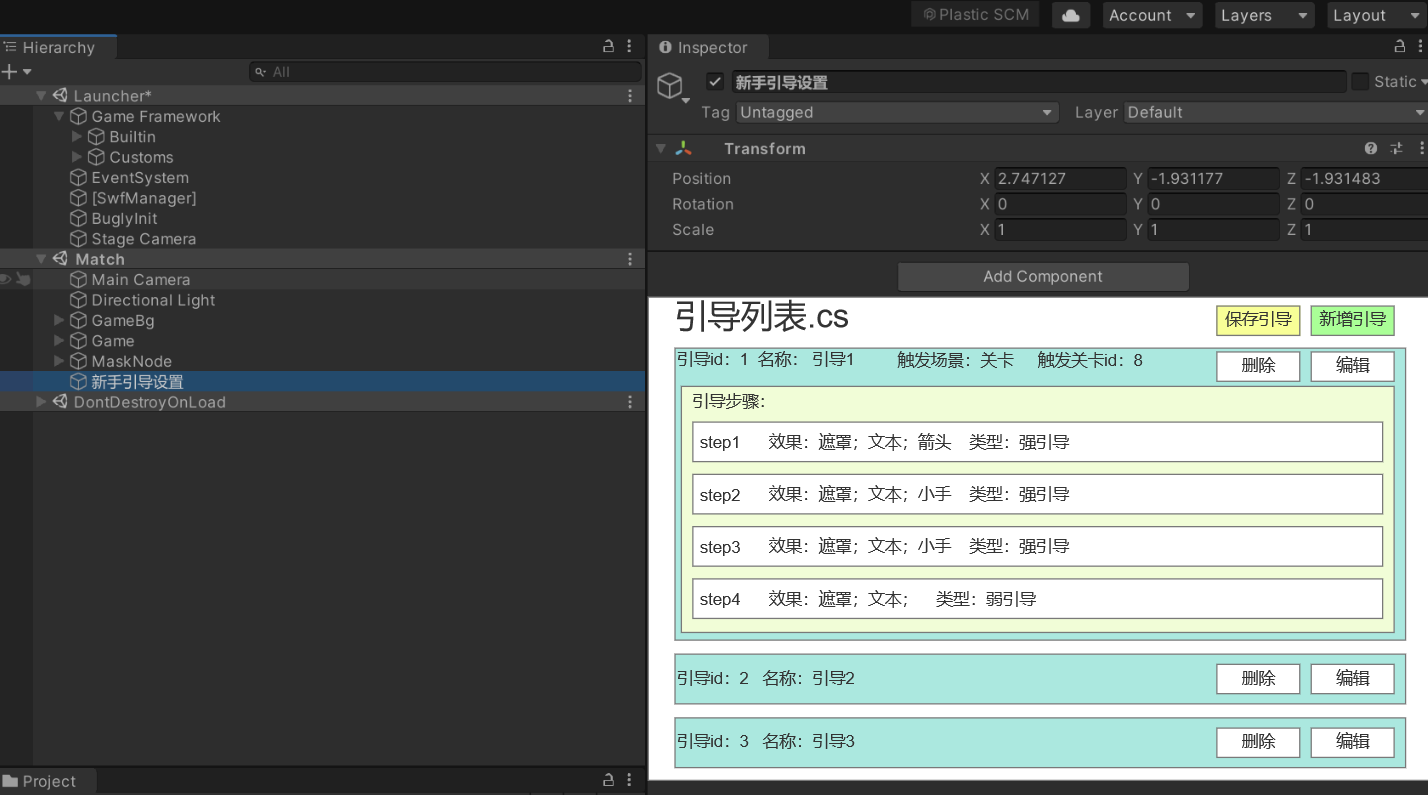 Plastic SCM
Account
Layers
Layout
Hierarchy
All
Launcher*
Game Framework
Builtin
Customs
EventSystem
[SwfManager]
BuglyInit
Stage Camera
Match
Main Camera
Directional Light
GameBg
Game
MaskNode
新手引导设置
DontDestroyOnLoad
Project
Inspector
新手引导设置
Static
Tag Untagged Layer Default
Transform
Position X 2.747127 Y -1.931177 Z -1.931483
Rotation X 0 Y 0 Z 0
Scale X 1 Y 1 Z 1
Add Component
引导列表.cs 保存引导 新增引导
引导id：1 名称： 引导1 触发场景：关卡 触发关卡id：8 删除 编辑
引导步骤：
step1 效果：遮罩；文本；箭头 类型：强引导
step2 效果：遮罩；文本；小手 类型：强引导
step3 效果：遮罩；文本；小手 类型：强引导
step4 效果：遮罩；文本； 类型：弱引导
引导id：2 名称：引导2 删除 编辑
引导id：3 名称：引导3 删除 编辑